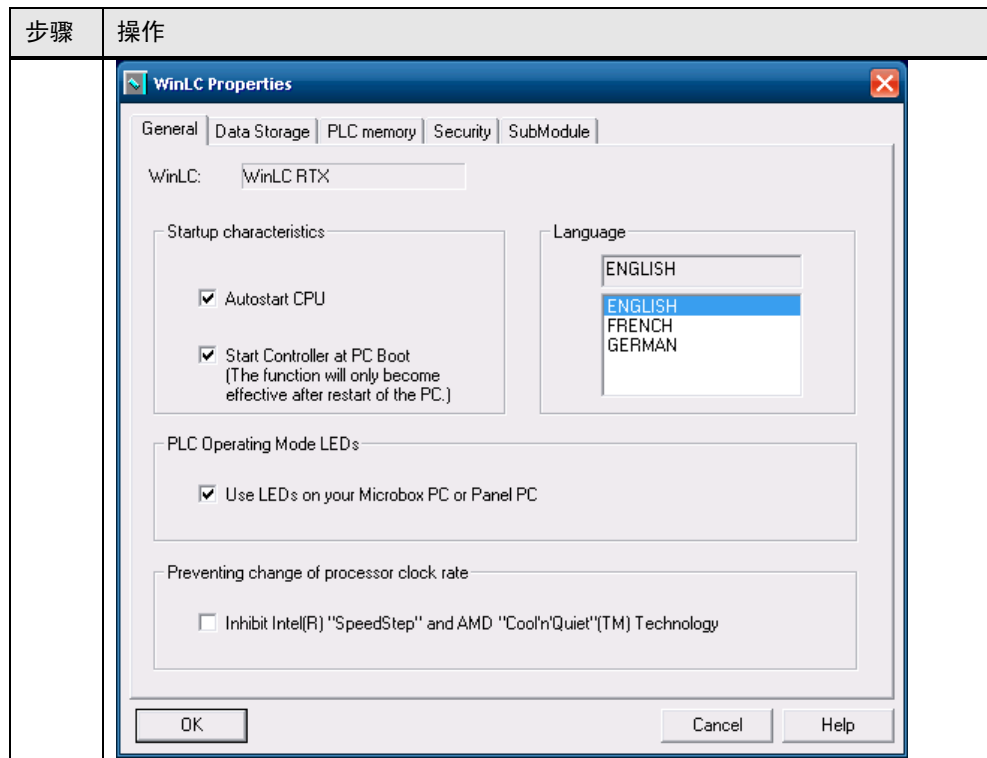 步骤 操作
WinLC Properties
General Data Storage PLC memory Security SubModule
WinLC: WinLC RTX
Startup characteristics
Autostart CPU
Start Controller at PC Boot
(The function will only become
effective after restart of the PC.)
Language
ENGLISH
ENGLISH
FRENCH
GERMAN
PLC Operating Mode LEDs
Use LEDs on your Microbox PC or Panel PC
Preventing change of processor clock rate
Inhibit Intel(R) "SpeedStep" and AMD "Cool'n'Quiet"(TM) Technology
OK Cancel Help